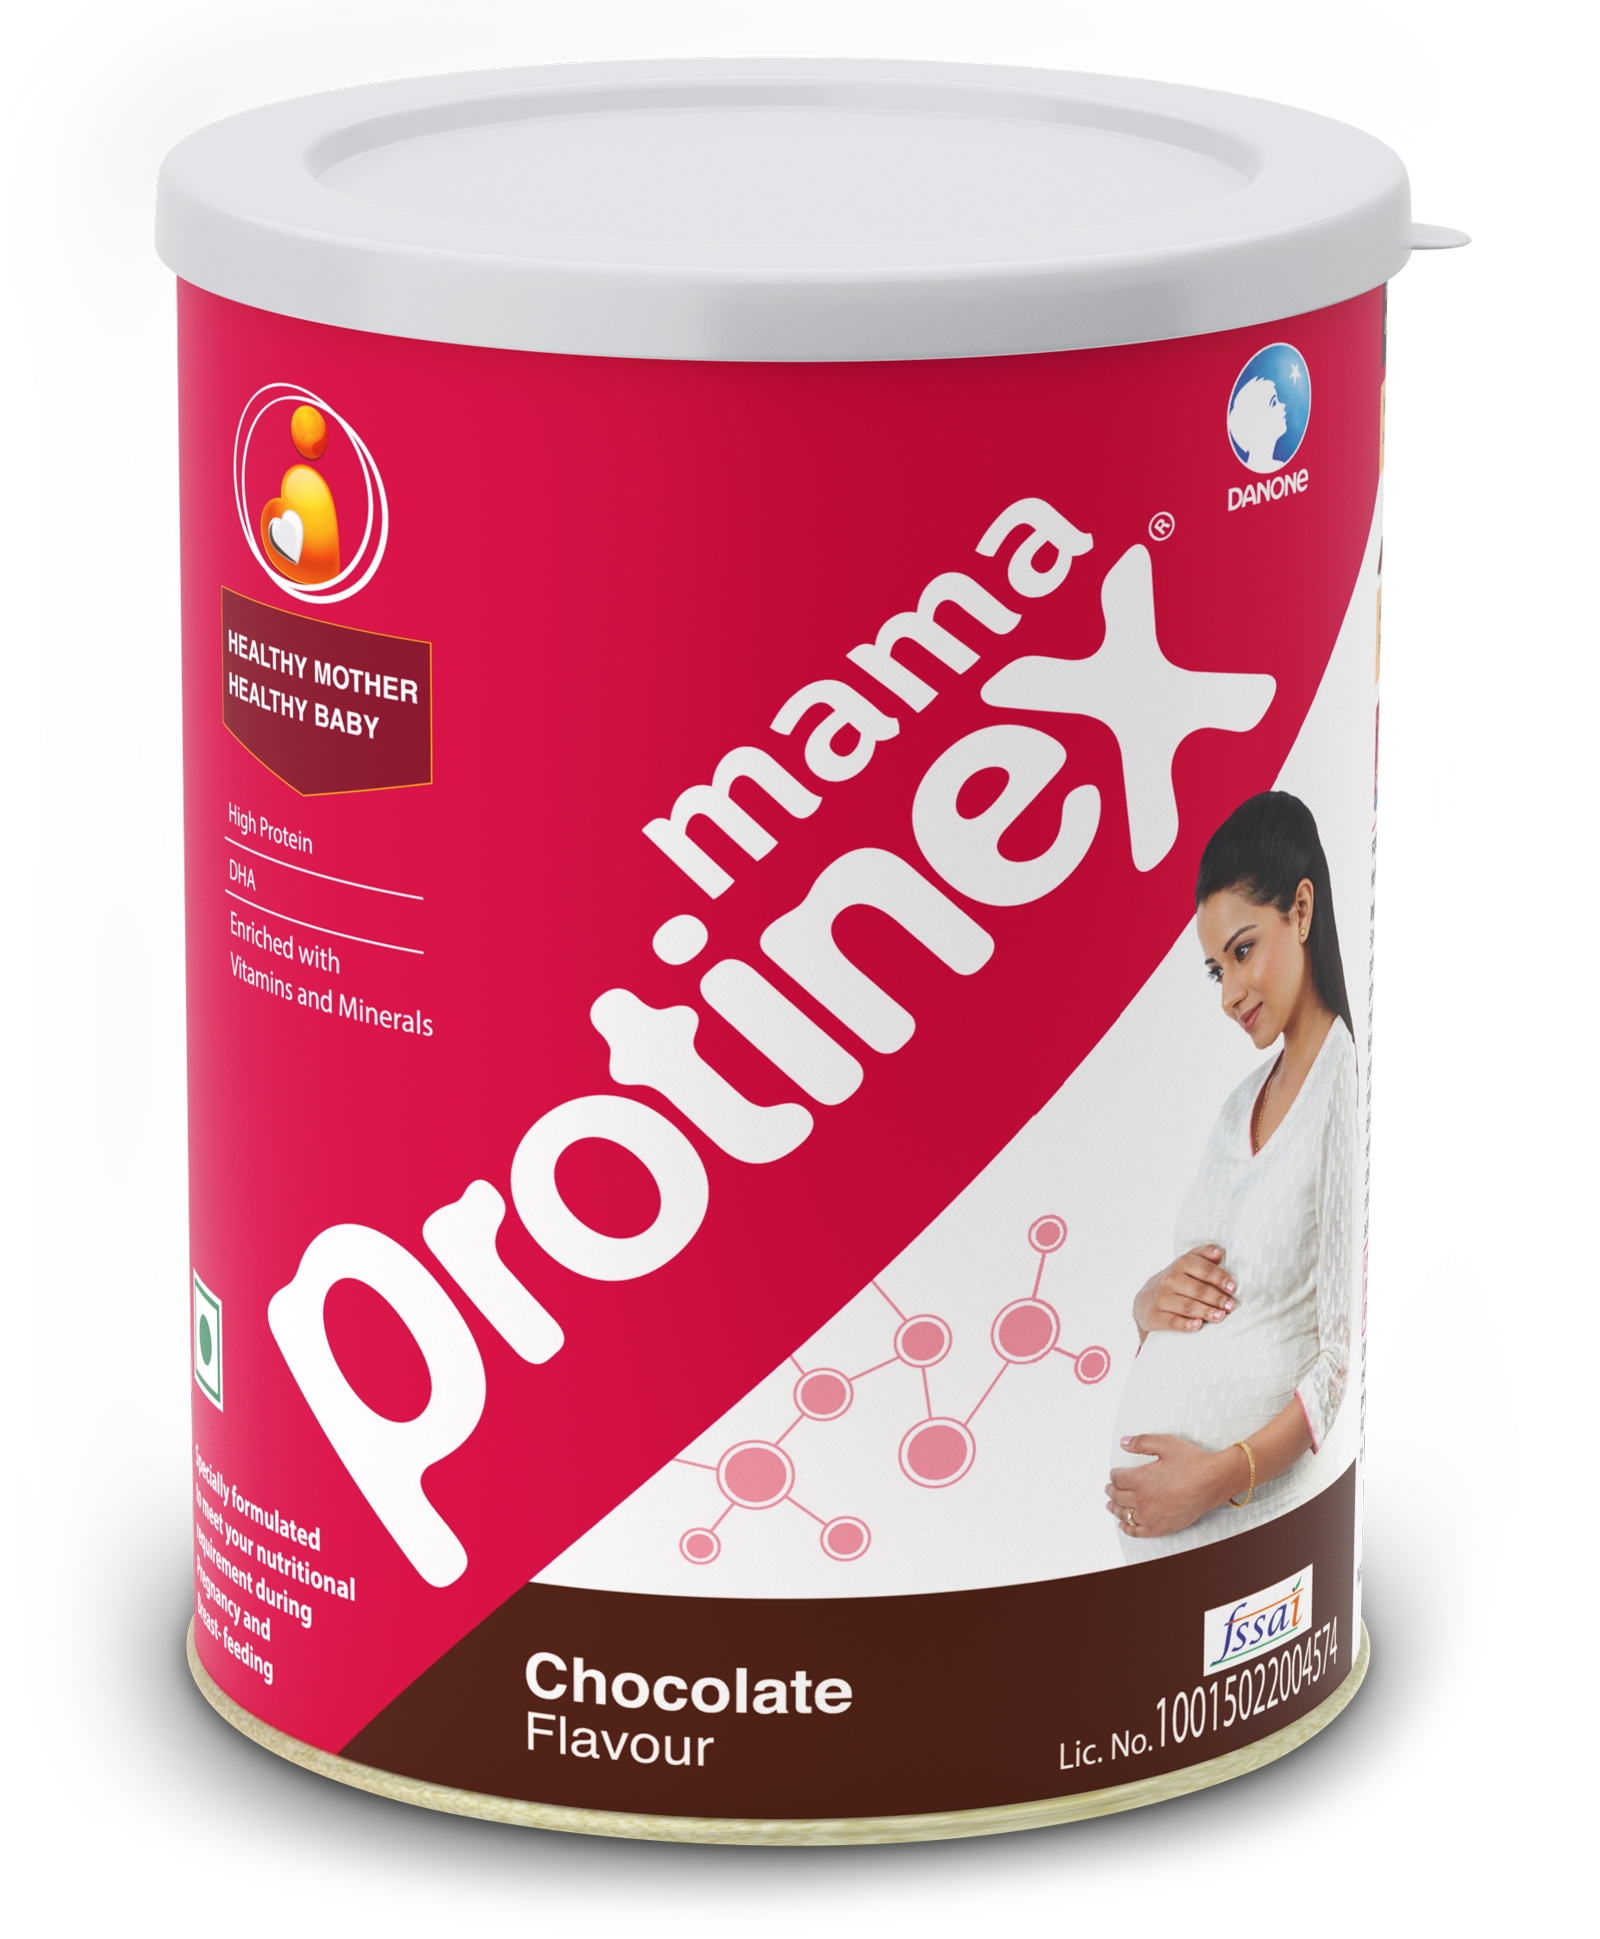 DANONE
mama
protinex®
HEALTHY MOTHER
HEALTHY BABY
High Protein
DHA
Enriched with
Vitamins and Minerals
Specially formulated
to meet your nutritional
requirement during
Pregnancy and
Breast- feeding
Chocolate
Flavour
fssai
Lic. No. 10015022004574